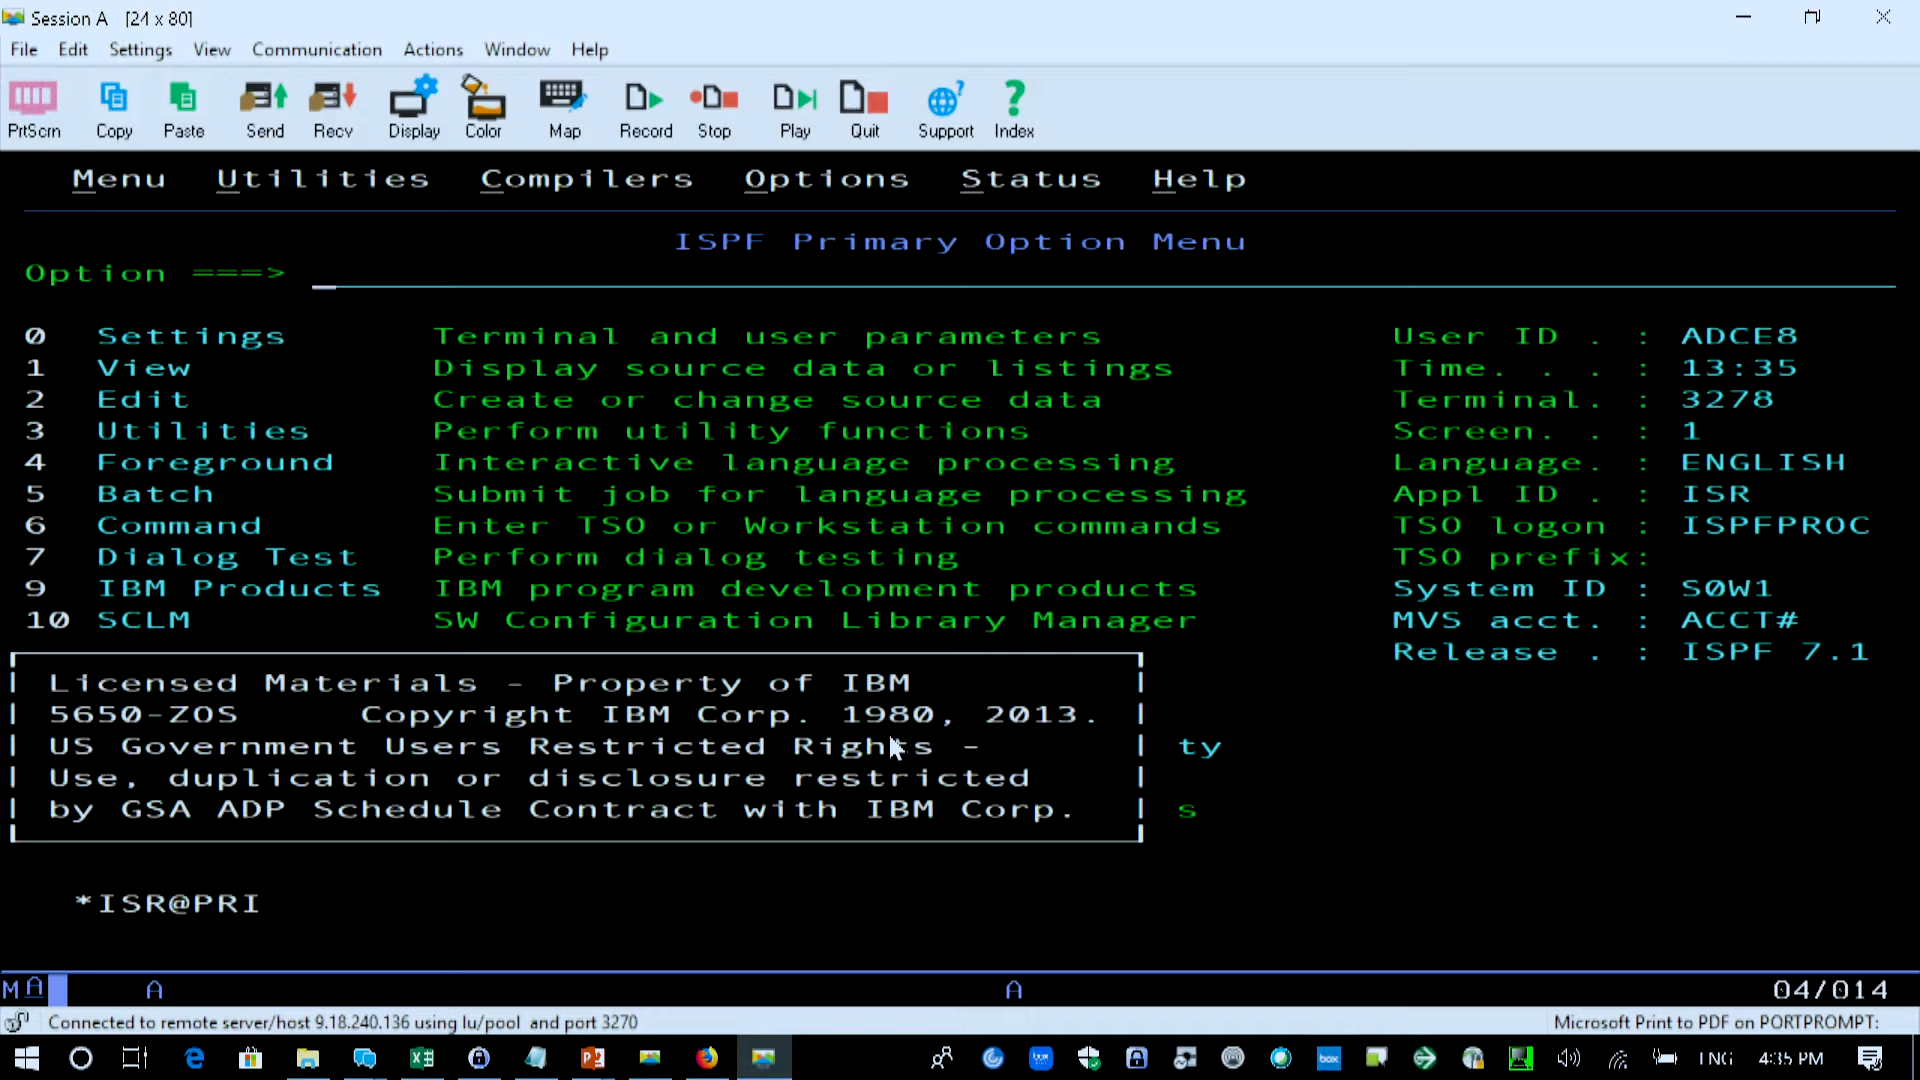 Session A [24 x 80]
File Edit Settings View Communication Actions Window Help
PrtScrn Copy Paste Send Recv Display Color Map Record Stop Play Quit Support Index
Menu Utilities Compilers Options Status Help
ISPF Primary Option Menu
Option ===>
0 Settings Terminal and user parameters User ID . : ADCE8
1 View Display source data or listings Time. . . : 13:35
2 Edit Create or change source data Terminal. : 3278
3 Utilities Perform utility functions Screen. . : 1
4 Foreground Interactive language processing Language. : ENGLISH
5 Batch Submit job for language processing Appl ID . : ISR
6 Command Enter TSO or Workstation commands TSO logon : ISPFPROC
7 Dialog Test Perform dialog testing TSO prefix:
9 IBM Products IBM program development products System ID : S0W1
10 SCLM SW Configuration Library Manager MVS acct. : ACCT#
Release . : ISPF 7.1
Licensed Materials - Property of IBM
5650-ZOS Copyright IBM Corp. 1980, 2013.
US Government Users Restricted Rights - ty
Use, duplication or disclosure restricted
by GSA ADP Schedule Contract with IBM Corp. s
*ISR@PRI
MA A A 04/014
Connected to remote server/host 9.18.240.136 using lu/pool and port 3270 Microsoft Print to PDF on PORTPROMPT:
box ENG 4:35 PM